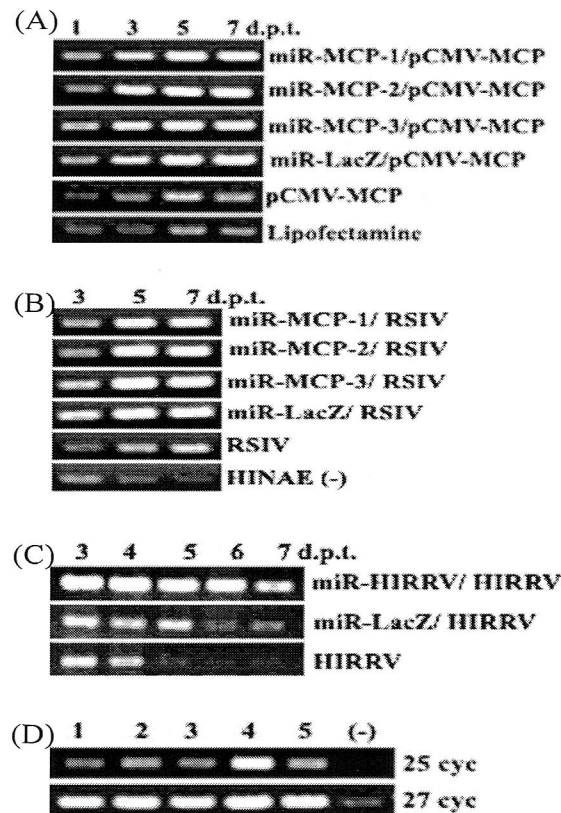 (A)
1 3 5 7 d.p.t.
miR-MCP-1/pCMV-MCP
miR-MCP-2/pCMV-MCP
miR-MCP-3/pCMV-MCP
miR-LacZ/pCMV-MCP
pCMV-MCP
Lipofectamine
(B)
3 5 7 d.p.t.
miR-MCP-1/ RSIV
miR-MCP-2/ RSIV
miR-MCP-3/ RSIV
miR-LacZ/ RSIV
RSIV
HINAE (-)
(C)
3 4 5 6 7 d.p.t.
miR-HIRRV/ HIRRV
miR-LacZ/ HIRRV
HIRRV
(D)
1 2 3 4 5 (-)
25 cyc
27 cyc